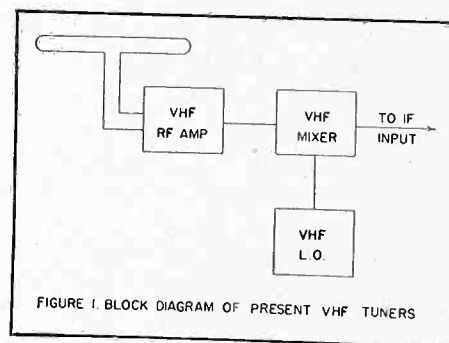 VHF
RF AMP
VHF
MIXER
TO IF
INPUT
VHF
L.O.
FIGURE 1. BLOCK DIAGRAM OF PRESENT VHF TUNERS